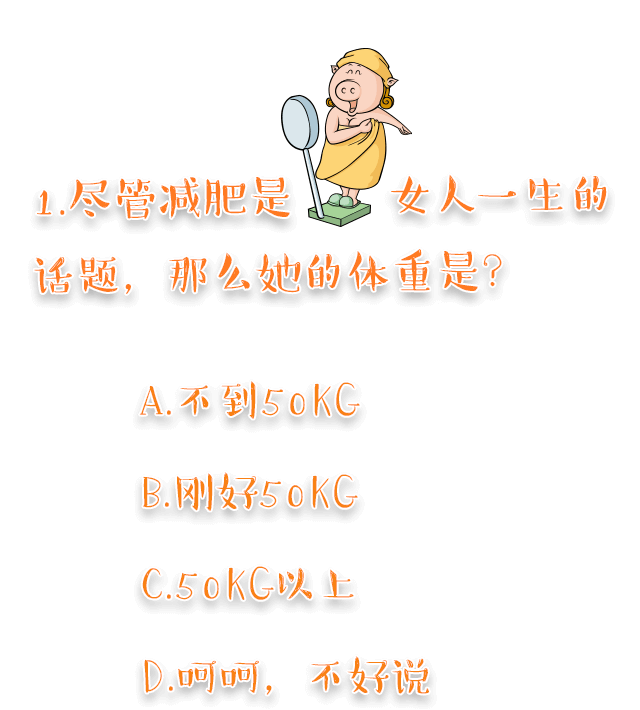 1.尽管减肥是 女人一生的
话题，那么她的体重是?
A.不到50KG
B.刚好50KG
C.50KG以上
D.呵呵，不好说